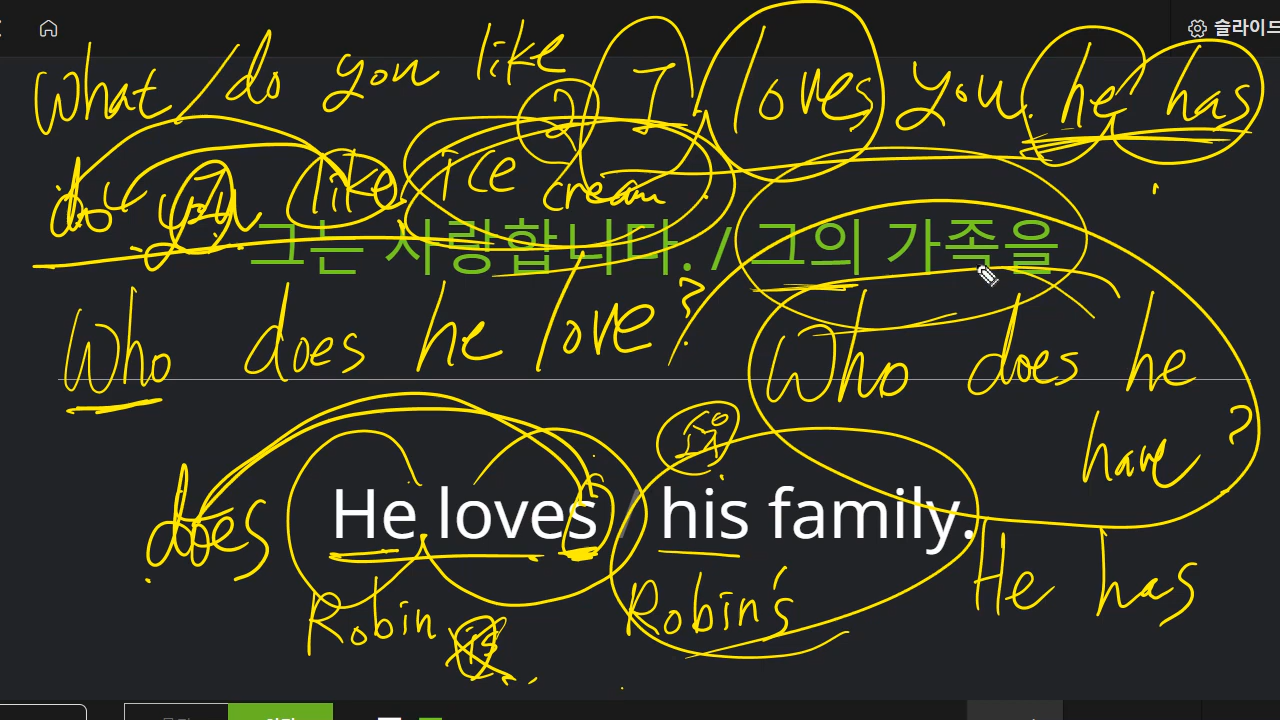 슬라이드
What / do you like I loves you. he has
do you like ice cream
그는 사랑합니다. / 그의 가족을
Who does he love? Who does he have?
does He loves / his family.
Robin Robin's He has